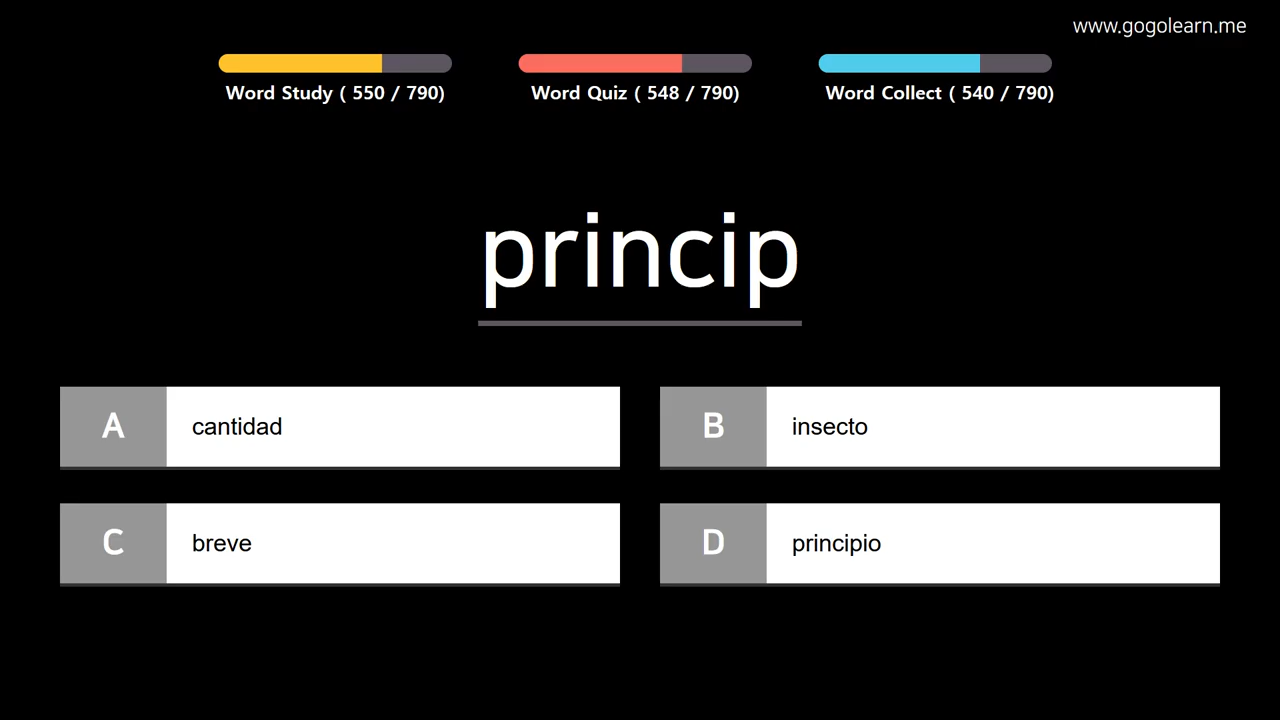 www.gogolearn.me
Word Study ( 550 / 790)
Word Quiz ( 548 / 790)
Word Collect ( 540 / 790)
princip
A cantidad
B insecto
C breve
D principio